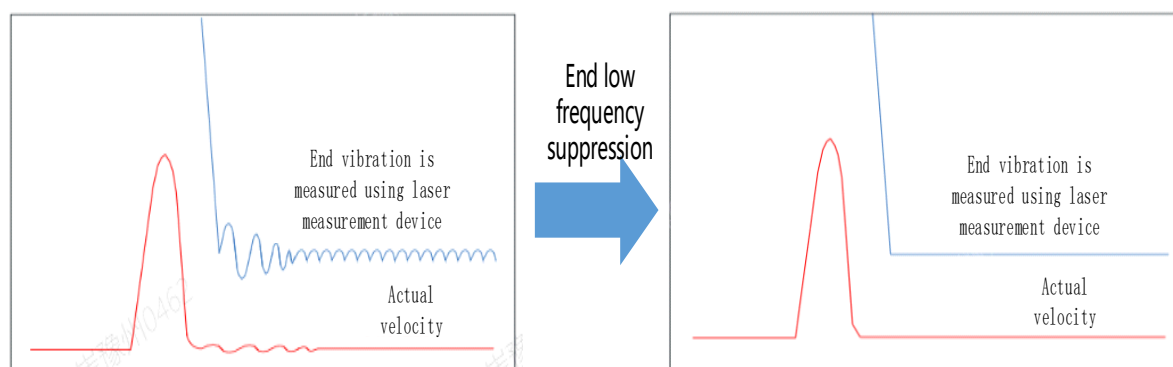 End vibration is
measured using laser
measurement device
Actual
velocity
End low
frequency
suppression
End vibration is
measured using laser
measurement device
Actual
velocity